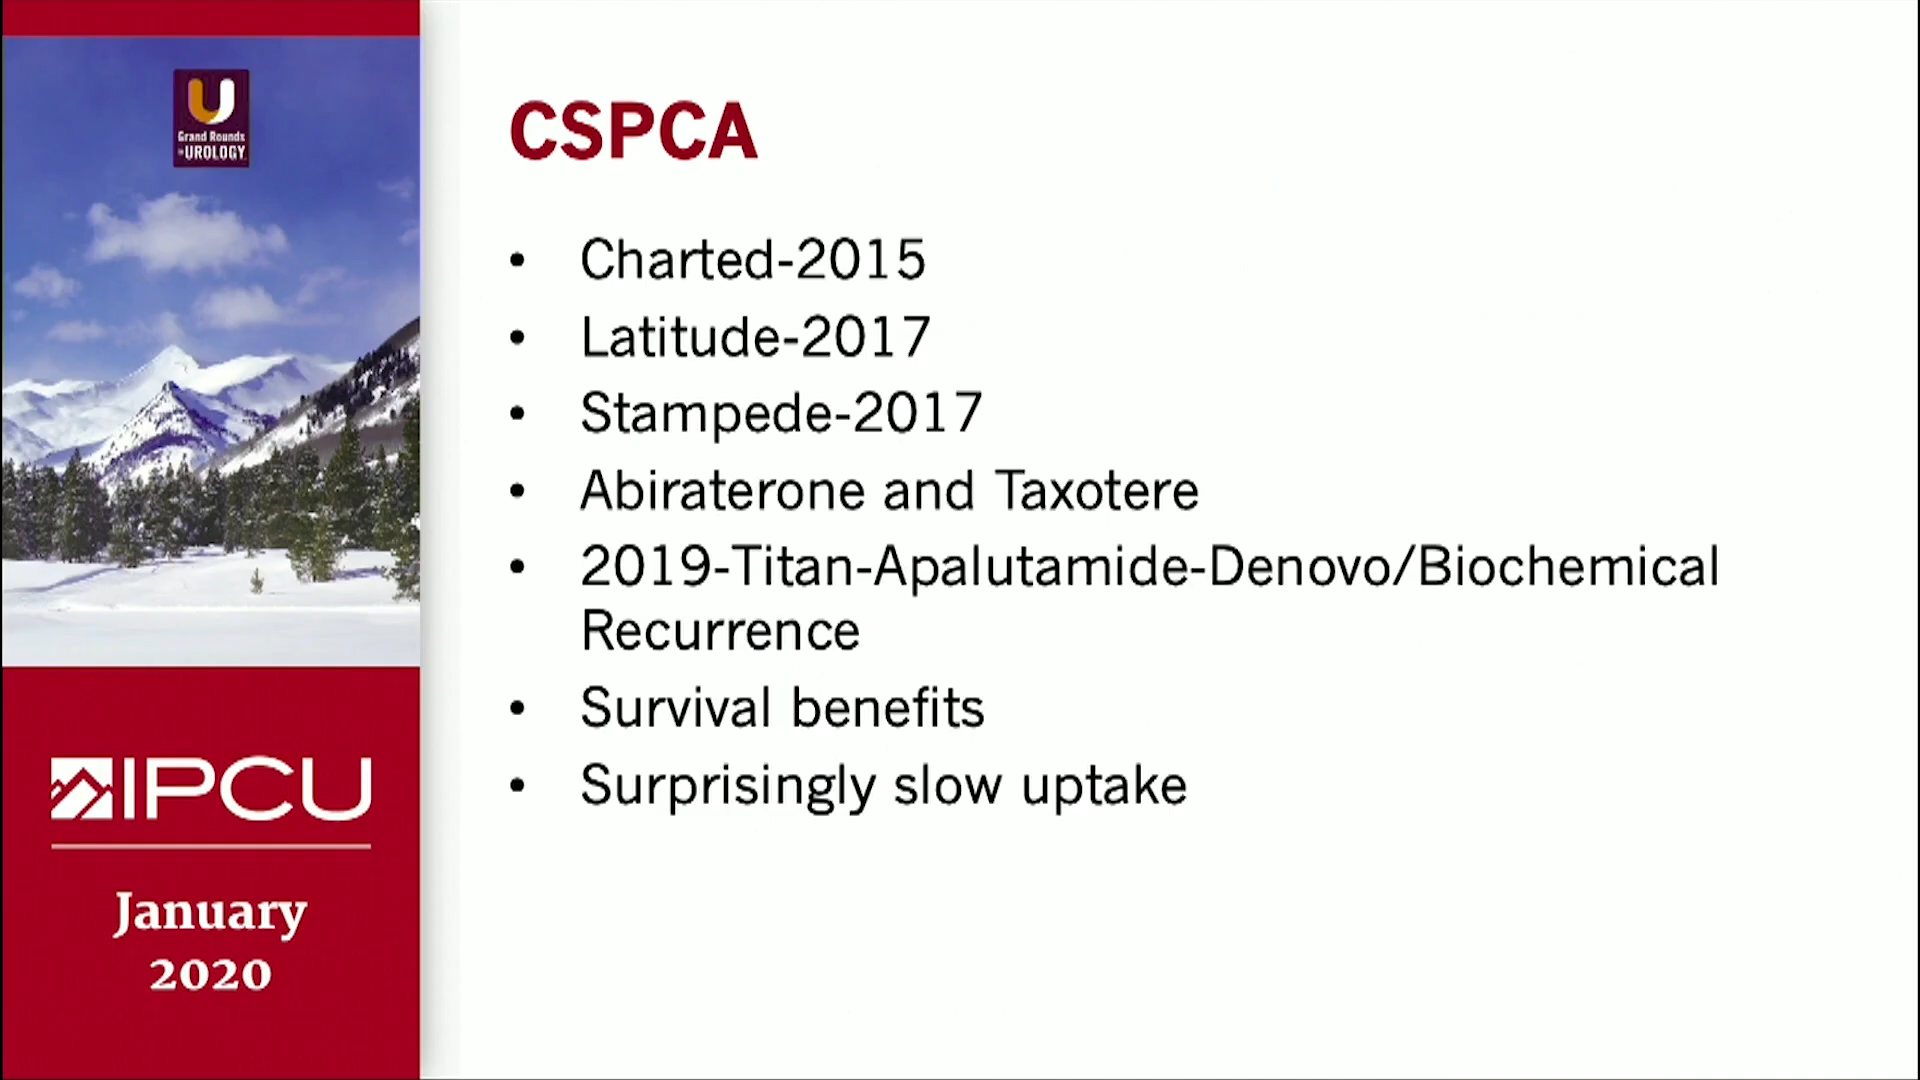 Grand Rounds
in UROLOGY
IPCU
January
2020
CSPCA
• Charted-2015
• Latitude-2017
• Stampede-2017
• Abiraterone and Taxotere
• 2019-Titan-Apalutamide-Denovo/Biochemical
Recurrence
• Survival benefits
• Surprisingly slow uptake